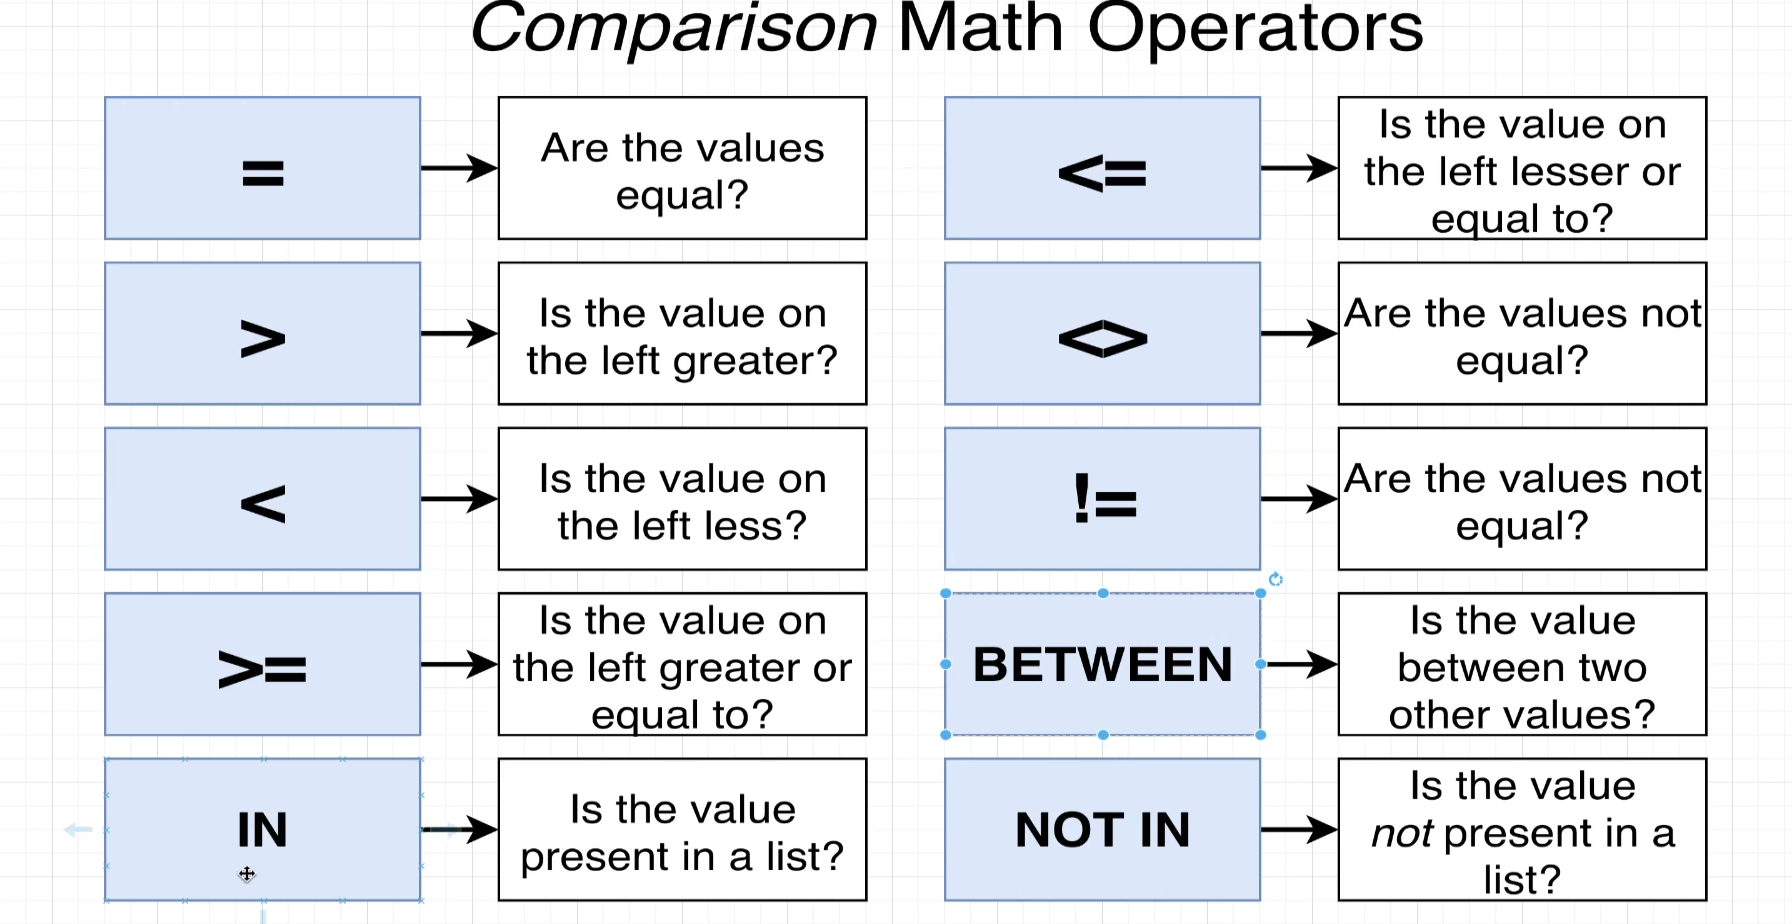 Comparison Math Operators
=
Are the values
equal?
<=
Is the value on
the left lesser or
equal to?
>
Is the value on
the left greater?
<>
Are the values not
equal?
<
Is the value on
the left less?
!=
Are the values not
equal?
>=
Is the value on
the left greater or
equal to?
BETWEEN
Is the value
between two
other values?
IN
Is the value
present in a list?
NOT IN
Is the value
not present in a
list?